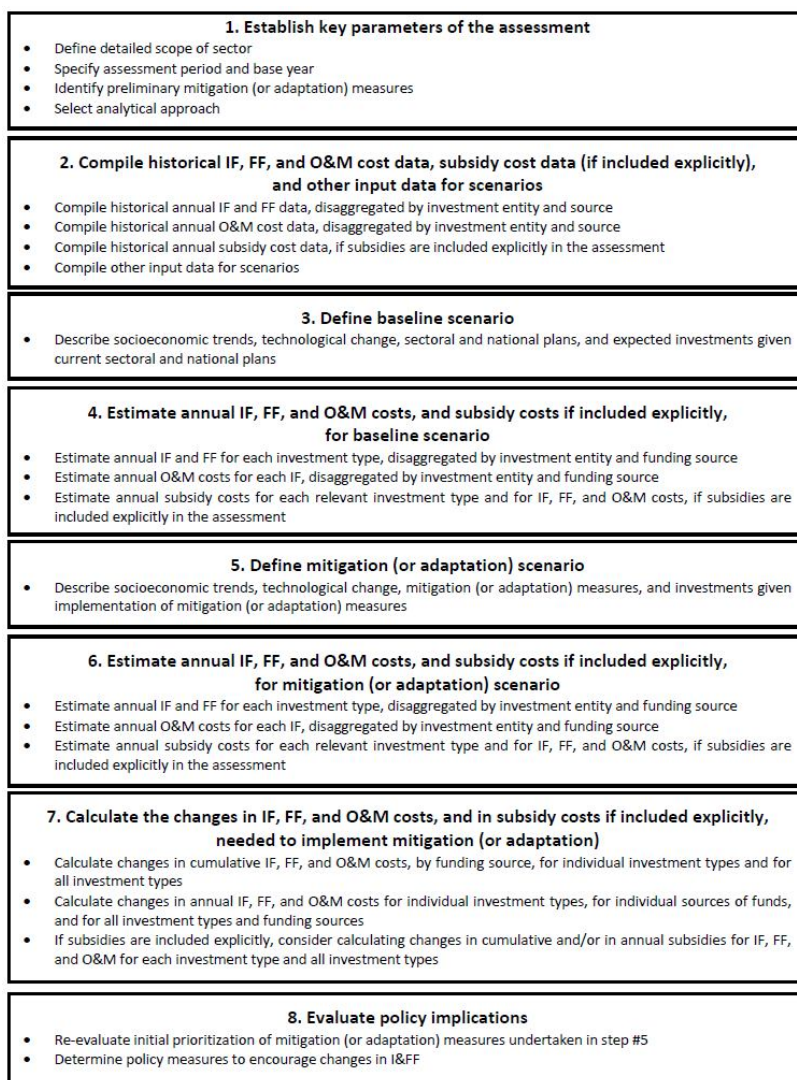 1. Establish key parameters of the assessment
• Define detailed scope of sector
• Specify assessment period and base year
• Identify preliminary mitigation (or adaptation) measures
• Select analytical approach
2. Compile historical IF, FF, and O&M cost data, subsidy cost data (if included explicitly),
and other input data for scenarios
• Compile historical annual IF and FF data, disaggregated by investment entity and source
• Compile historical annual O&M cost data, disaggregated by investment entity and source
• Compile historical annual subsidy cost data, if subsidies are included explicitly in the assessment
• Compile other input data for scenarios
3. Define baseline scenario
• Describe socioeconomic trends, technological change, sectoral and national plans, and expected investments given
current sectoral and national plans
4. Estimate annual IF, FF, and O&M costs, and subsidy costs if included explicitly,
for baseline scenario
• Estimate annual IF and FF for each investment type, disaggregated by investment entity and funding source
• Estimate annual O&M costs for each IF, disaggregated by investment entity and funding source
• Estimate annual subsidy costs for each relevant investment type and for IF, FF, and O&M costs, if subsidies are
included explicitly in the assessment
5. Define mitigation (or adaptation) scenario
• Describe socioeconomic trends, technological change, mitigation (or adaptation) measures, and investments given
implementation of mitigation (or adaptation) measures
6. Estimate annual IF, FF, and O&M costs, and subsidy costs if included explicitly,
for mitigation (or adaptation) scenario
• Estimate annual IF and FF for each investment type, disaggregated by investment entity and funding source
• Estimate annual O&M costs for each IF, disaggregated by investment entity and funding source
• Estimate annual subsidy costs for each relevant investment type and for IF, FF, and O&M costs, if subsidies are
included explicitly in the assessment
7. Calculate the changes in IF, FF, and O&M costs, and in subsidy costs if included explicitly,
needed to implement mitigation (or adaptation)
• Calculate changes in cumulative IF, FF, and O&M costs, by funding source, for individual investment types and for
all investment types
• Calculate changes in annual IF, FF, and O&M costs for individual investment types, for individual sources of funds,
and for all investment types and funding sources
• If subsidies are included explicitly, consider calculating changes in cumulative and/or in annual subsidies for IF, FF,
and O&M for each investment type and all investment types
8. Evaluate policy implications
• Re-evaluate initial prioritization of mitigation (or adaptation) measures undertaken in step #5
• Determine policy measures to encourage changes in I&FF